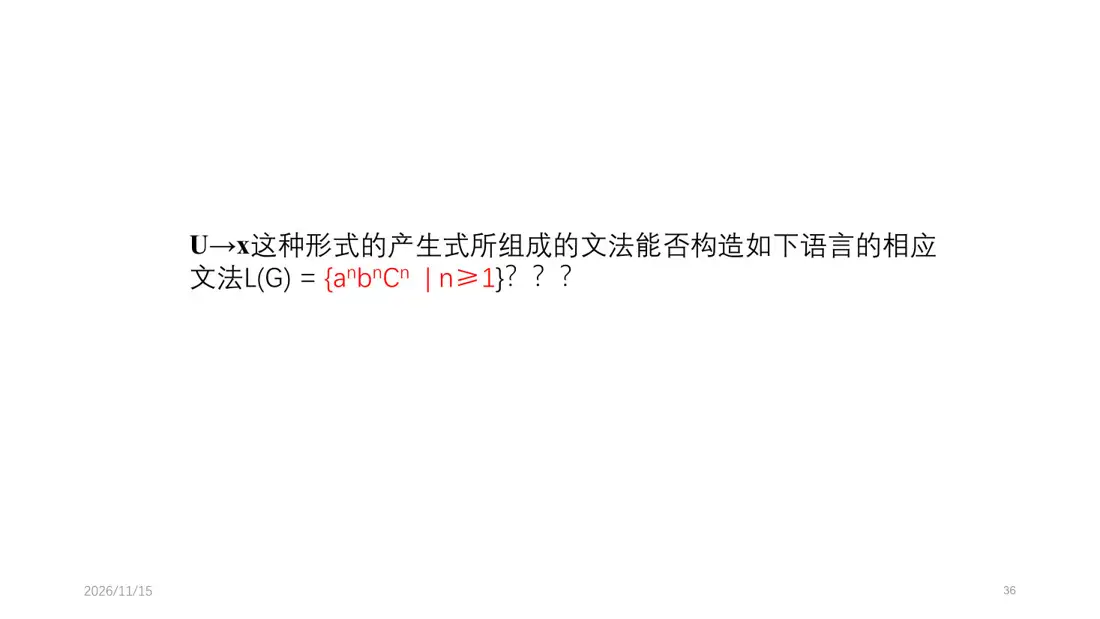 U→x这种形式的产生式所组成的文法能否构造如下语言的相应
文法L(G) = {aⁿbⁿCⁿ | n≥1}？？？
2026/11/15
36